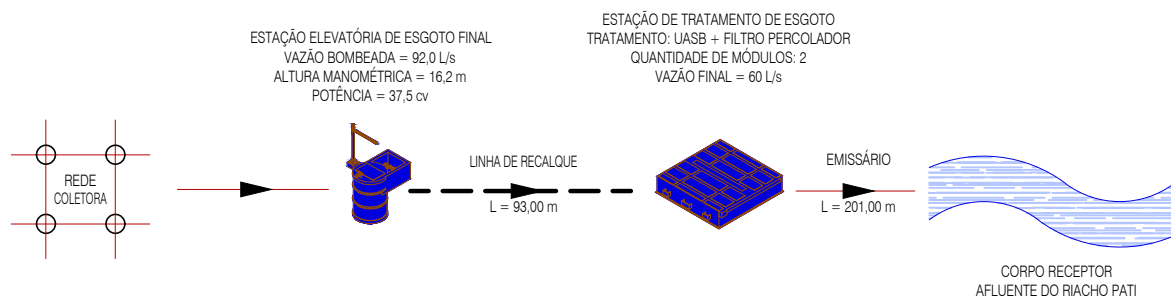 ESTAÇÃO ELEVATÓRIA DE ESGOTO FINAL
VAZÃO BOMBEADA = 92,0 L/s
ALTURA MANOMÉTRICA = 16,2 m
POTÊNCIA = 37,5 cv
ESTAÇÃO DE TRATAMENTO DE ESGOTO
TRATAMENTO: UASB + FILTRO PERCOLADOR
QUANTIDADE DE MÓDULOS: 2
VAZÃO FINAL = 60 L/s
REDE
COLETORA
LINHA DE RECALQUE
L = 93,00 m
EMISSÁRIO
L = 201,00 m
CORPO RECEPTOR
AFLUENTE DO RIACHO PATI